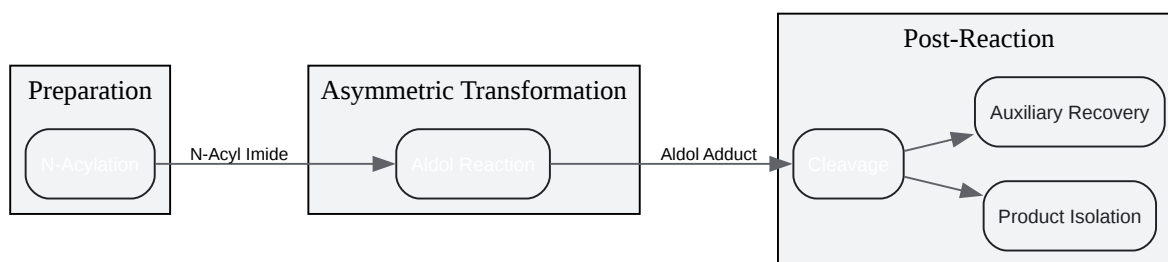 Preparation
N-Acylation
N-Acyl Imide
Asymmetric Transformation
Aldol Reaction
Aldol Adduct
Post-Reaction
Cleavage
Auxiliary Recovery
Product Isolation